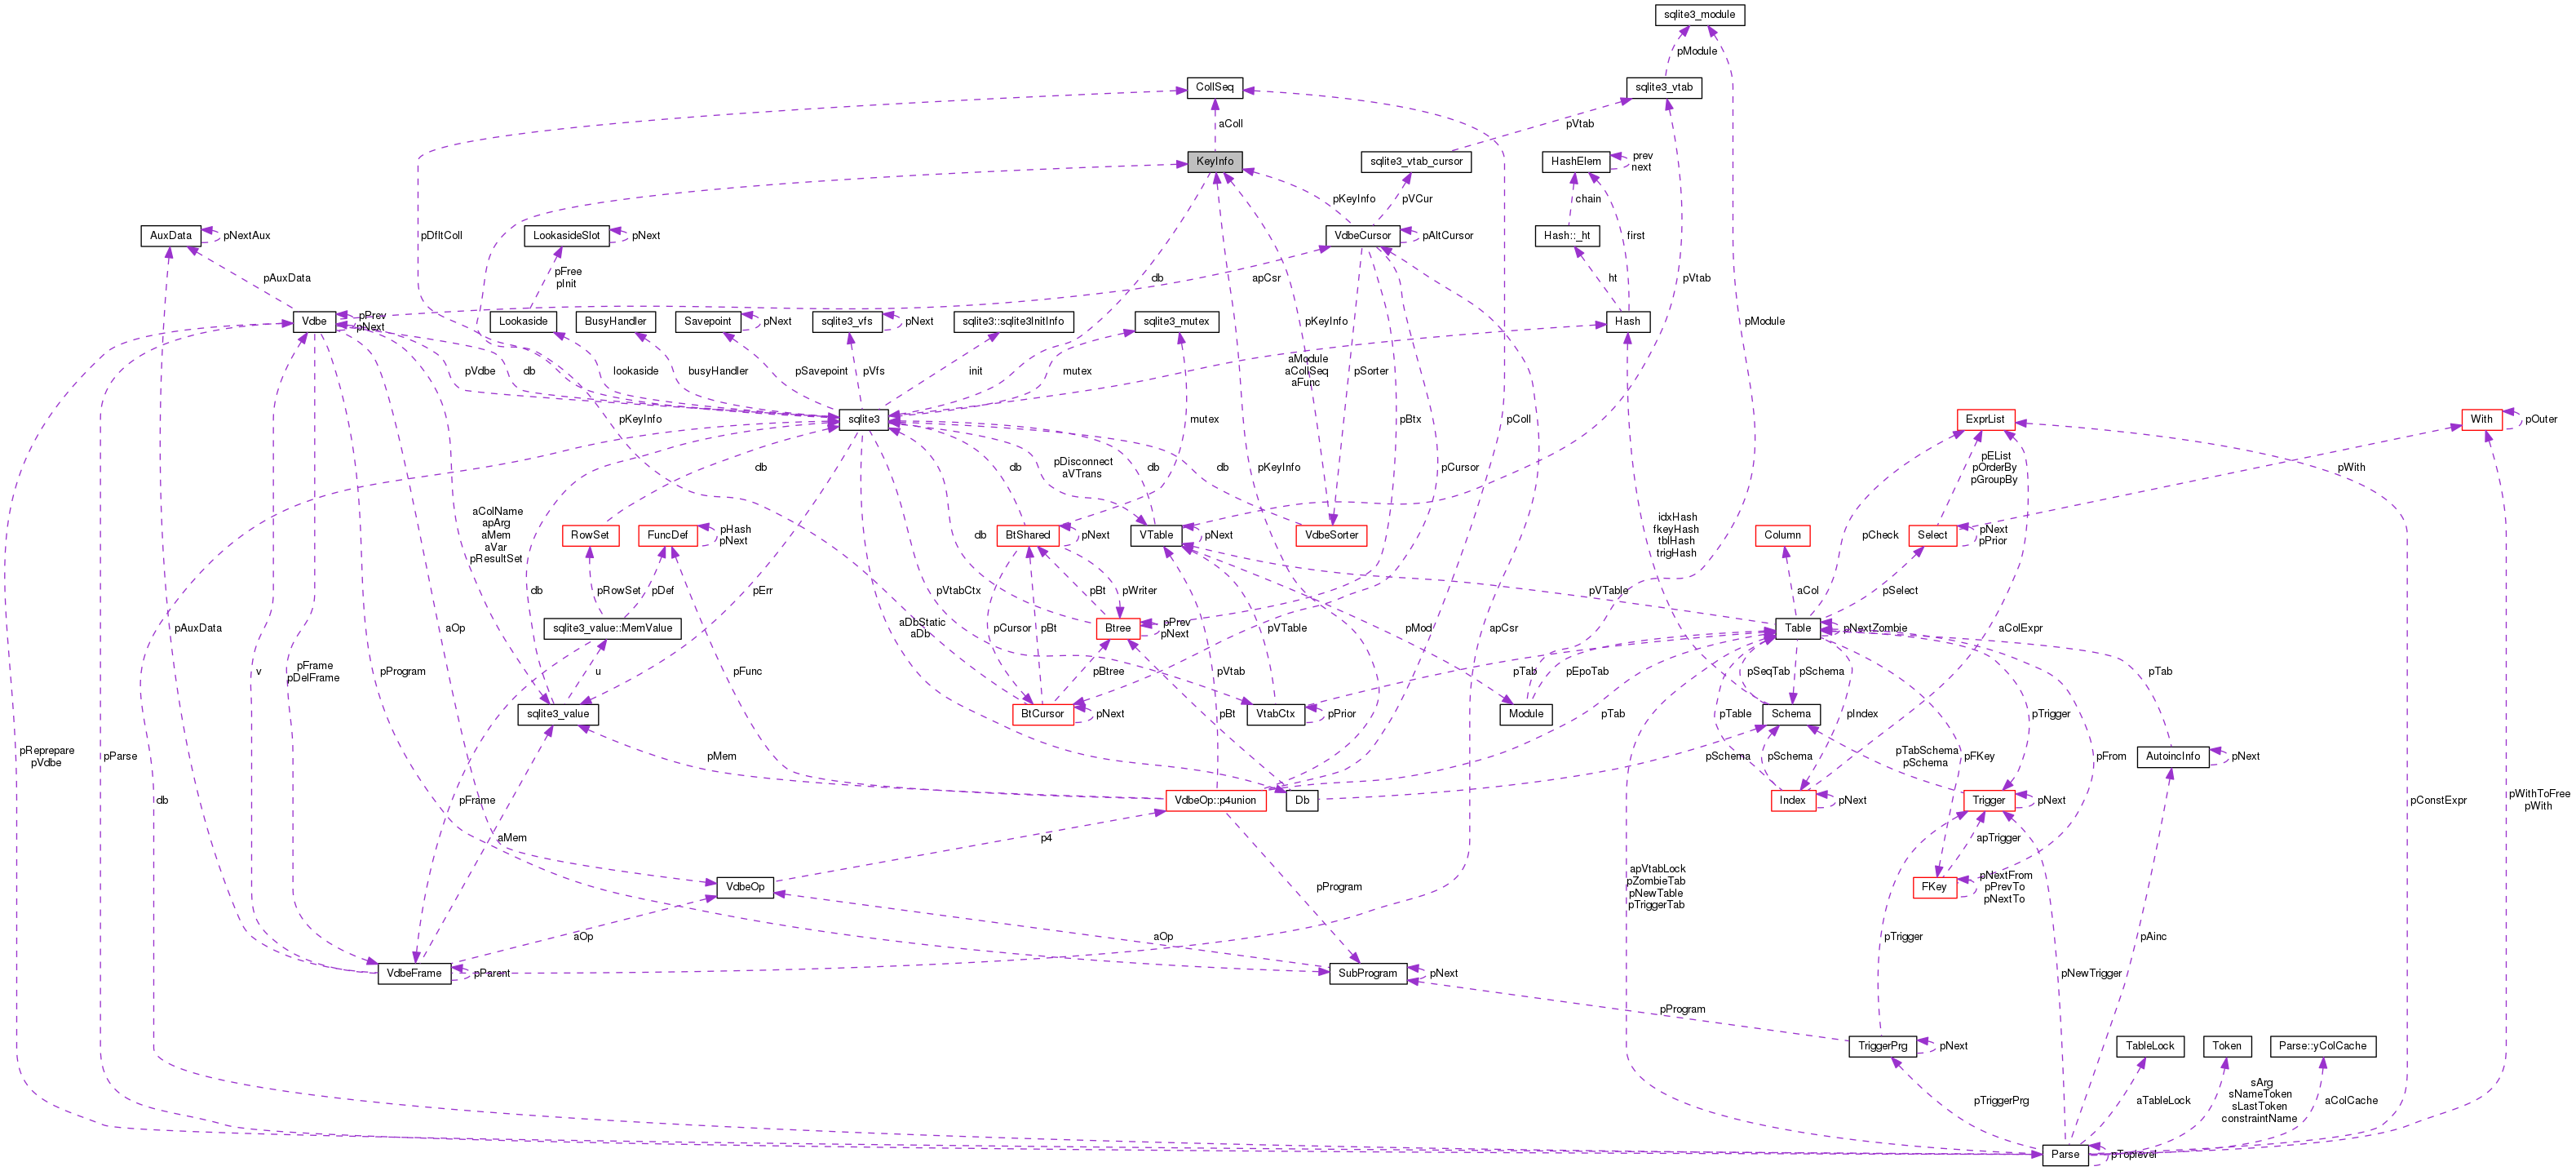 sqlite3_module
pModule
CollSeq
sqlite3_vtab
aColl
pVtab
KeyInfo
sqlite3_vtab_cursor
HashElem
prev
next
pKeyInfo
pVCur
chain
AuxData
pNextAux
pDfltColl
LookasideSlot
pNext
VdbeCursor
pAltCursor
Hash::_ht
first
pAuxData
pFree
pInit
db
apCsr
ht
pVtab
Vdbe
pPrev
pNext
Lookaside
BusyHandler
Savepoint
pNext
sqlite3_vfs
pNext
sqlite3::sqlite3InitInfo
sqlite3_mutex
pKeyInfo
Hash
pModule
pVdbe
db
lookaside
busyHandler
pSavepoint
pVfs
init
mutex
aModule
aCollSeq
aFunc
pSorter
pKeyInfo
sqlite3
mutex
pBtx
pColl
ExprList
With
pOuter
db
db
pDisconnect
aVTrans
db
db
pKeyInfo
pCursor
pEList
pOrderBy
pGroupBy
pWith
aColName
apArg
aMem
aVar
pResultSet
RowSet
FuncDef
pHash
pNext
db
BtShared
pNext
VTable
pNext
VdbeSorter
idxHash
fkeyHash
tblHash
trigHash
Column
pCheck
Select
pNext
pPrior
db
pRowSet
pDef
pErr
pVtabCtx
pBt
pWriter
pVTable
aCol
pSelect
aOp
sqlite3_value::MemValue
aDbStatic
aDb
pCursor
pBt
Btree
pPrev
pNext
pVTable
pMod
Table
pNextZombie
aColExpr
pAuxData
v
pFrame
pDelFrame
pProgram
u
pFunc
pBtree
pVtab
apCsr
pTab
pEpoTab
pSeqTab
pSchema
pTab
sqlite3_value
BtCursor
pNext
VtabCtx
pPrior
pBt
Module
pTab
pTable
Schema
pIndex
pTrigger
pReprepare
pVdbe
pParse
pMem
pSchema
pSchema
pTabSchema
pSchema
pFKey
pFrom
AutoincInfo
pNext
db
pFrame
VdbeOp::p4union
Db
Index
pNext
Trigger
pNext
pConstExpr
pWithToFree
pWith
aMem
p4
apTrigger
VdbeOp
pProgram
apVtabLock
pZombieTab
pNewTable
pTriggerTab
FKey
pNextFrom
pPrevTo
pNextTo
aOp
aOp
pTrigger
pAinc
VdbeFrame
pParent
SubProgram
pNext
pNewTrigger
pProgram
TriggerPrg
pNext
TableLock
Token
Parse::yColCache
pTriggerPrg
aTableLock
sArg
sNameToken
sLastToken
constraintName
aColCache
Parse
pToplevel